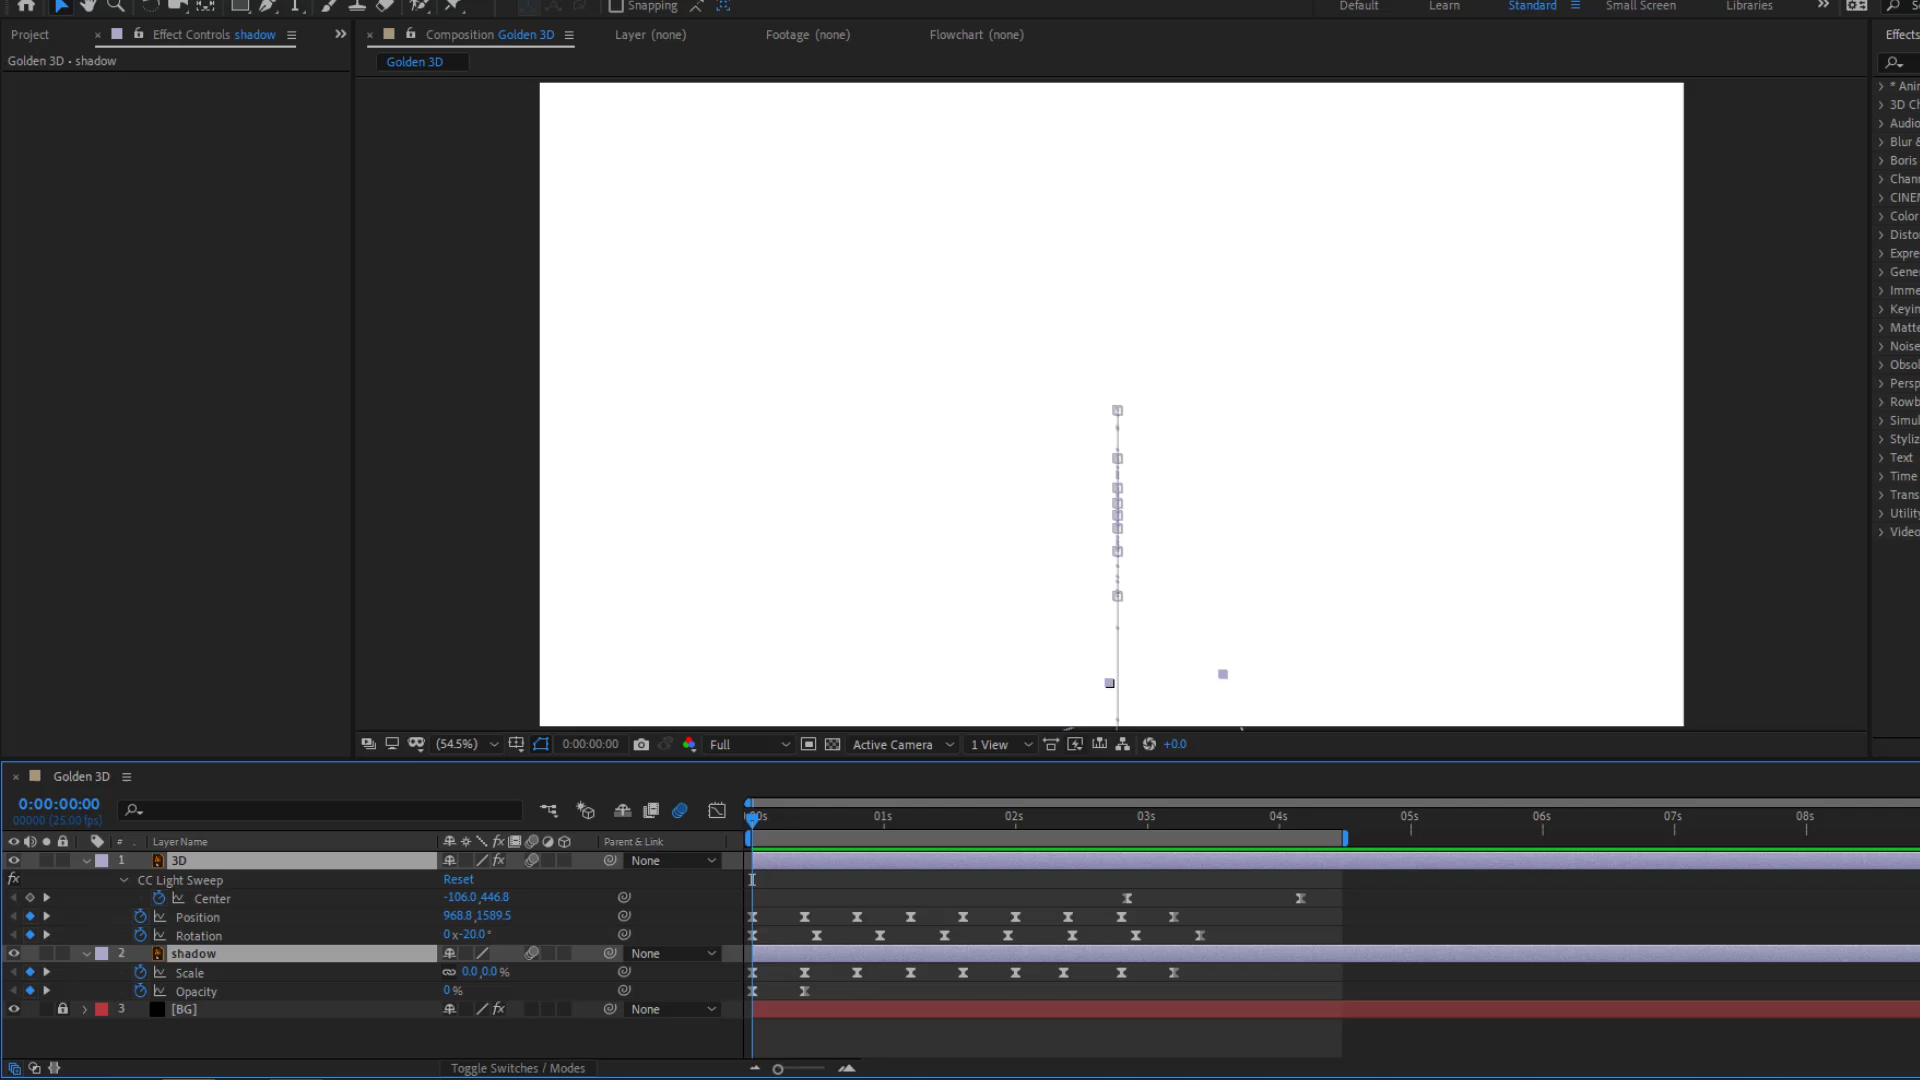 Snapping
Default
Learn
Standard
Small Screen
Libraries
Project
Effect Controls shadow
Composition Golden 3D
Layer (none)
Footage (none)
Flowchart (none)
Effects
Golden 3D • shadow
Golden 3D
* Ani
3D C
Audio
Blur &
Boris
Chan
CINE
Color
Disto
Expre
Gene
Imme
Keyin
Matte
Noise
Obsol
Persp
Rowb
Simu
Styliz
Text
Time
Trans
Utility
Video
(54.5%)
0:00:00:00
Full
Active Camera
1 View
+0.0
Golden 3D
0:00:00:00
00000 (25.00 fps)
00s
01s
02s
03s
04s
05s
06s
07s
08s
#
Layer Name
Parent & Link
1
3D
None
CC Light Sweep
Reset
Center
-106.0,446.8
Position
968.8,1589.5
Rotation
0 x-20.0 °
2
shadow
None
Scale
0.0,0.0 %
Opacity
0 %
3
[BG]
None
Toggle Switches / Modes